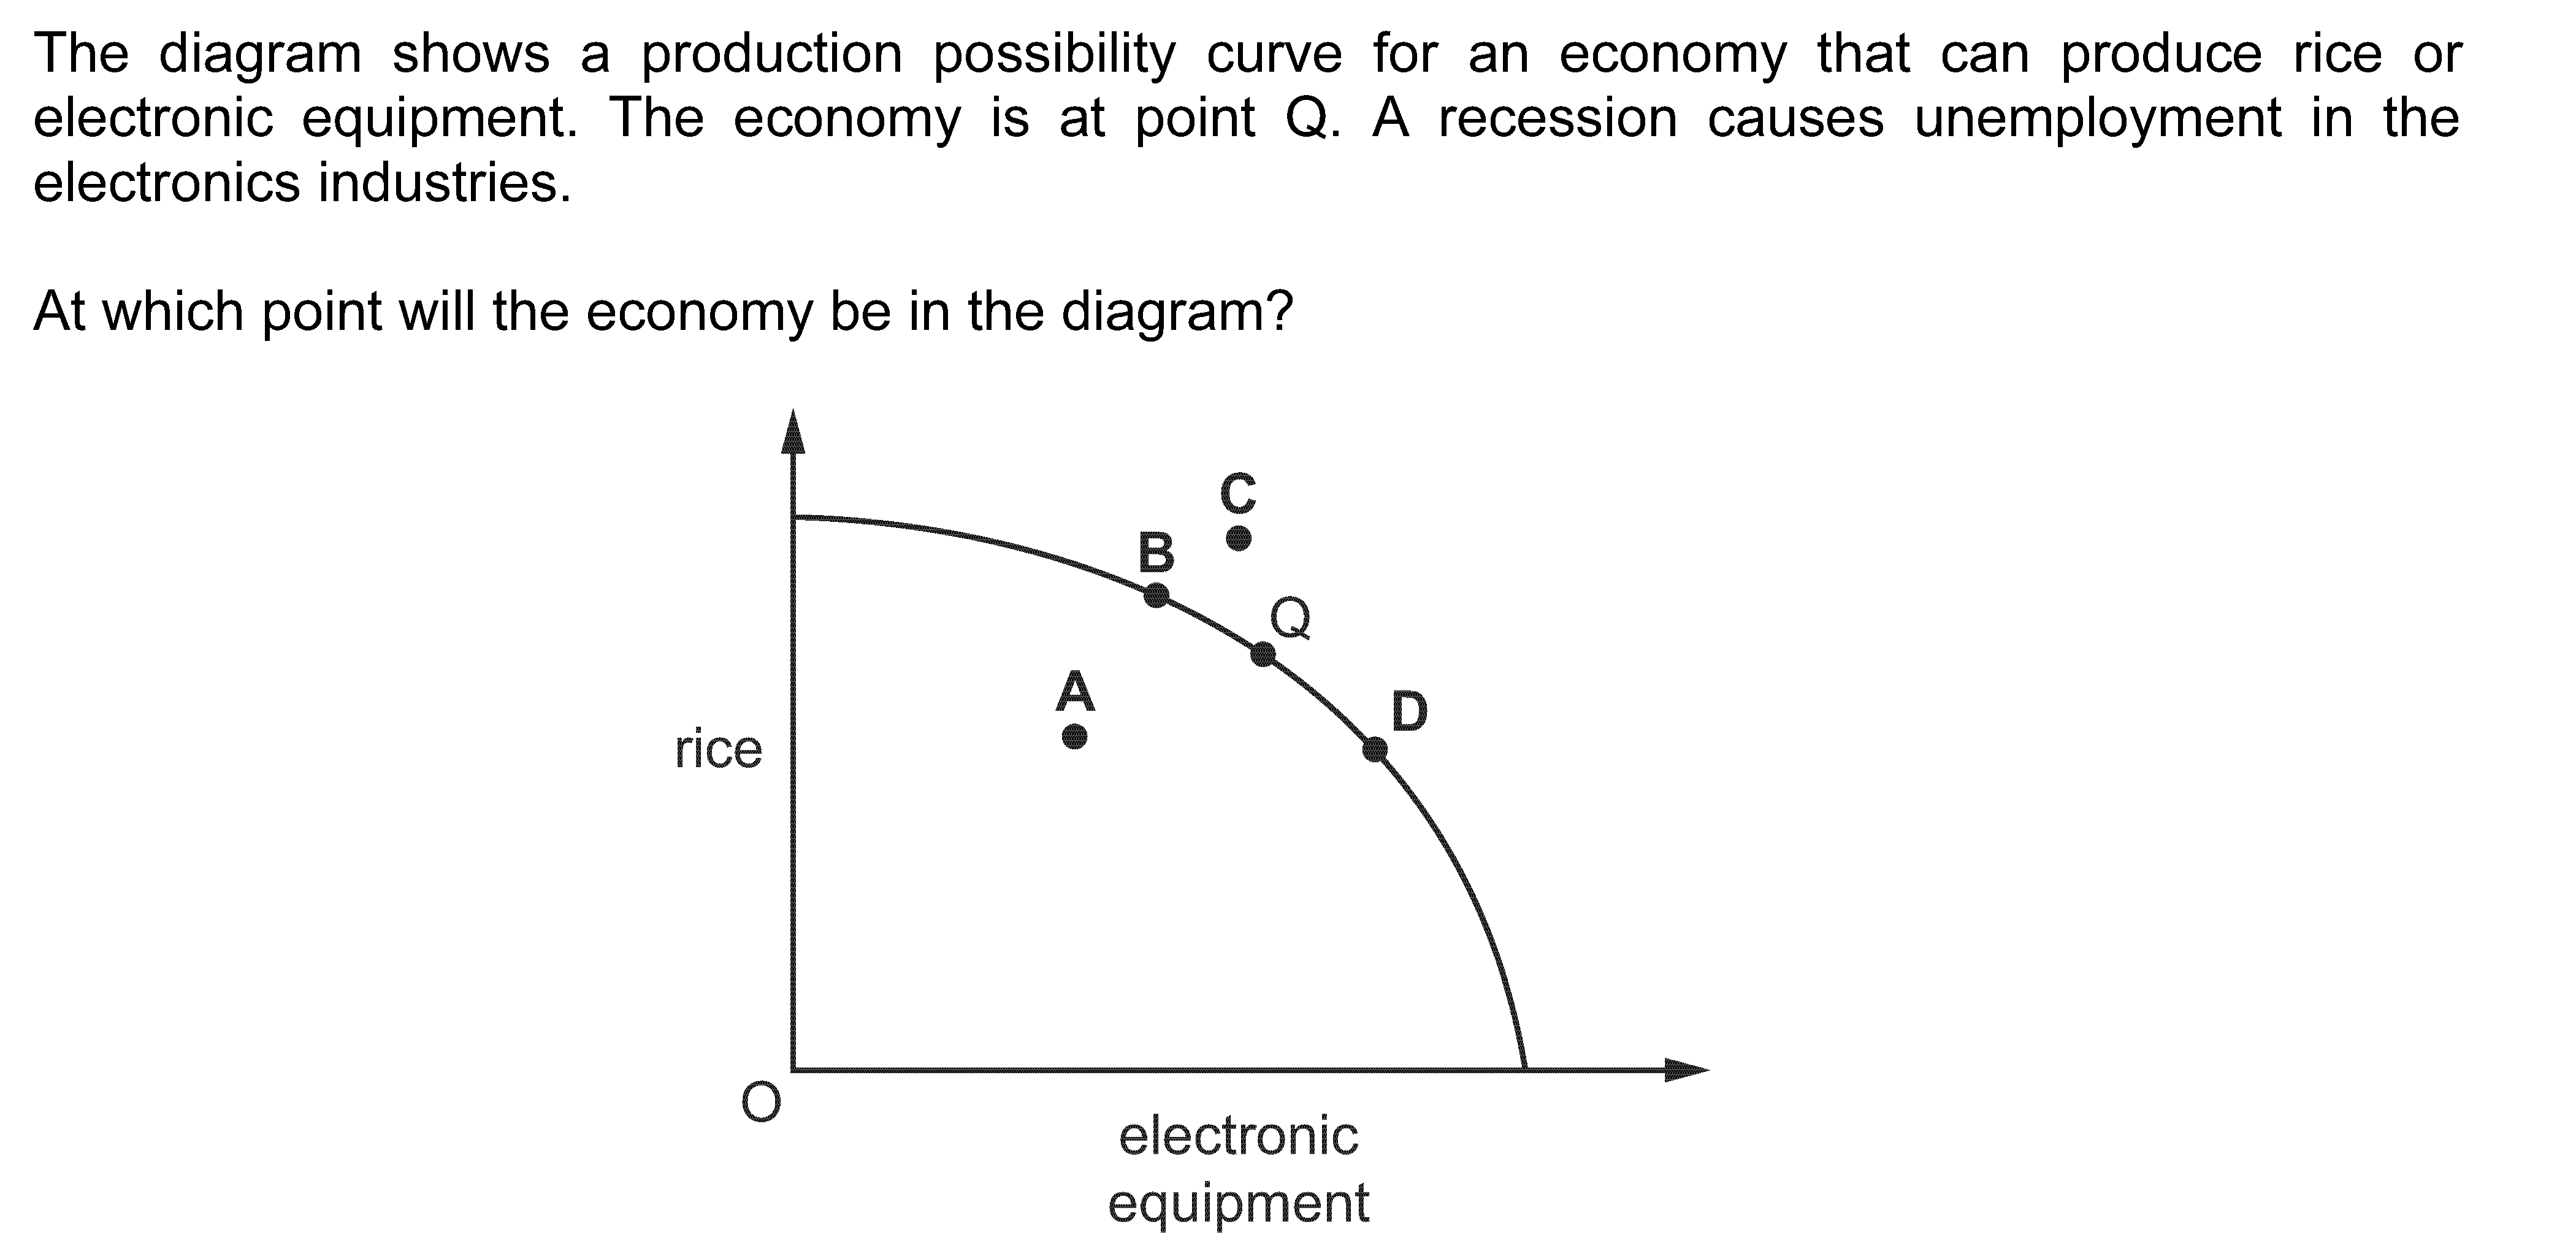 The diagram shows a production possibility curve for an economy that can produce rice or
electronic equipment. The economy is at point Q. A recession causes unemployment in the
electronics industries.
At which point will the economy be in the diagram?
C
B
Q
A
D
rice
O
electronic
equipment